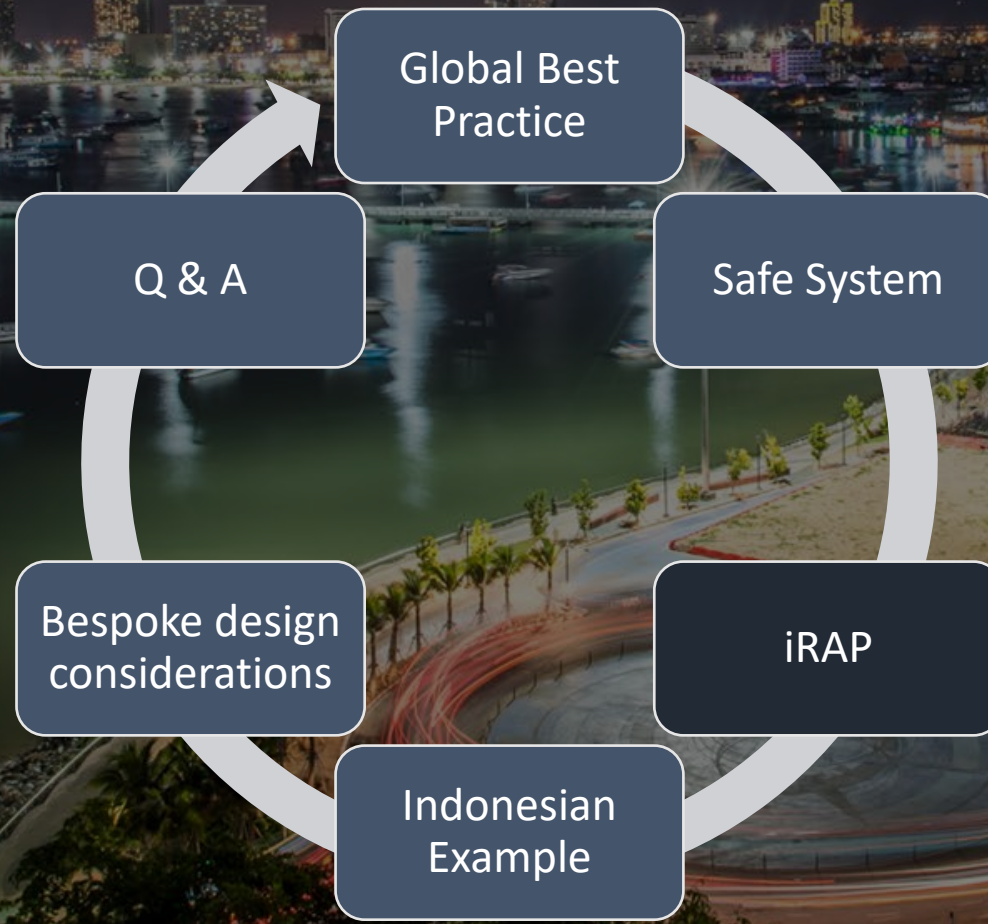 Global Best
Practice
Safe System
iRAP
Indonesian
Example
Bespoke design
considerations
Q & A